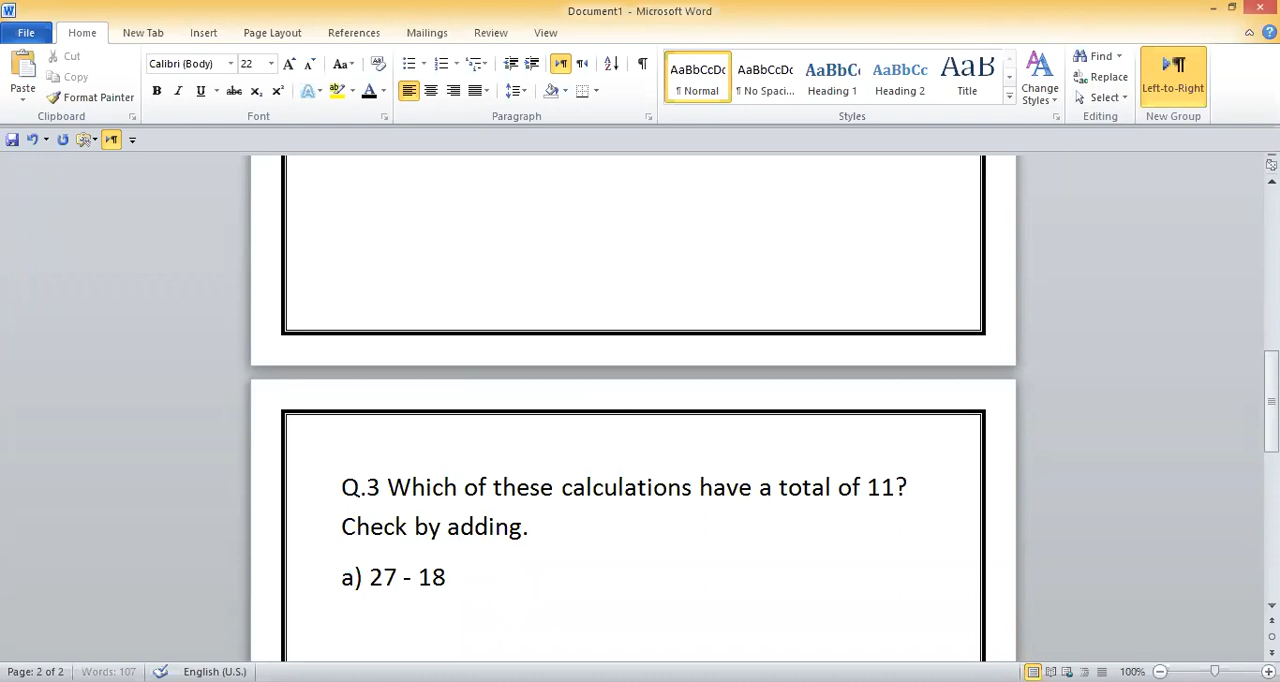 Document1 - Microsoft Word
File Home New Tab Insert Page Layout References Mailings Review View
Cut
Copy
Format Painter
Paste
Clipboard
Calibri (Body) 22
Font
Paragraph
AaBbCcDc AaBbCcDc AaBbC AaBbCc AaB
¶ Normal ¶ No Spaci... Heading 1 Heading 2 Title
Change
Styles
Styles
Find
Replace
Select
Editing
Left-to-Right
New Group
Q.3 Which of these calculations have a total of 11?
Check by adding.
a) 27 - 18
Page: 2 of 2 Words: 107 English (U.S.) 100%